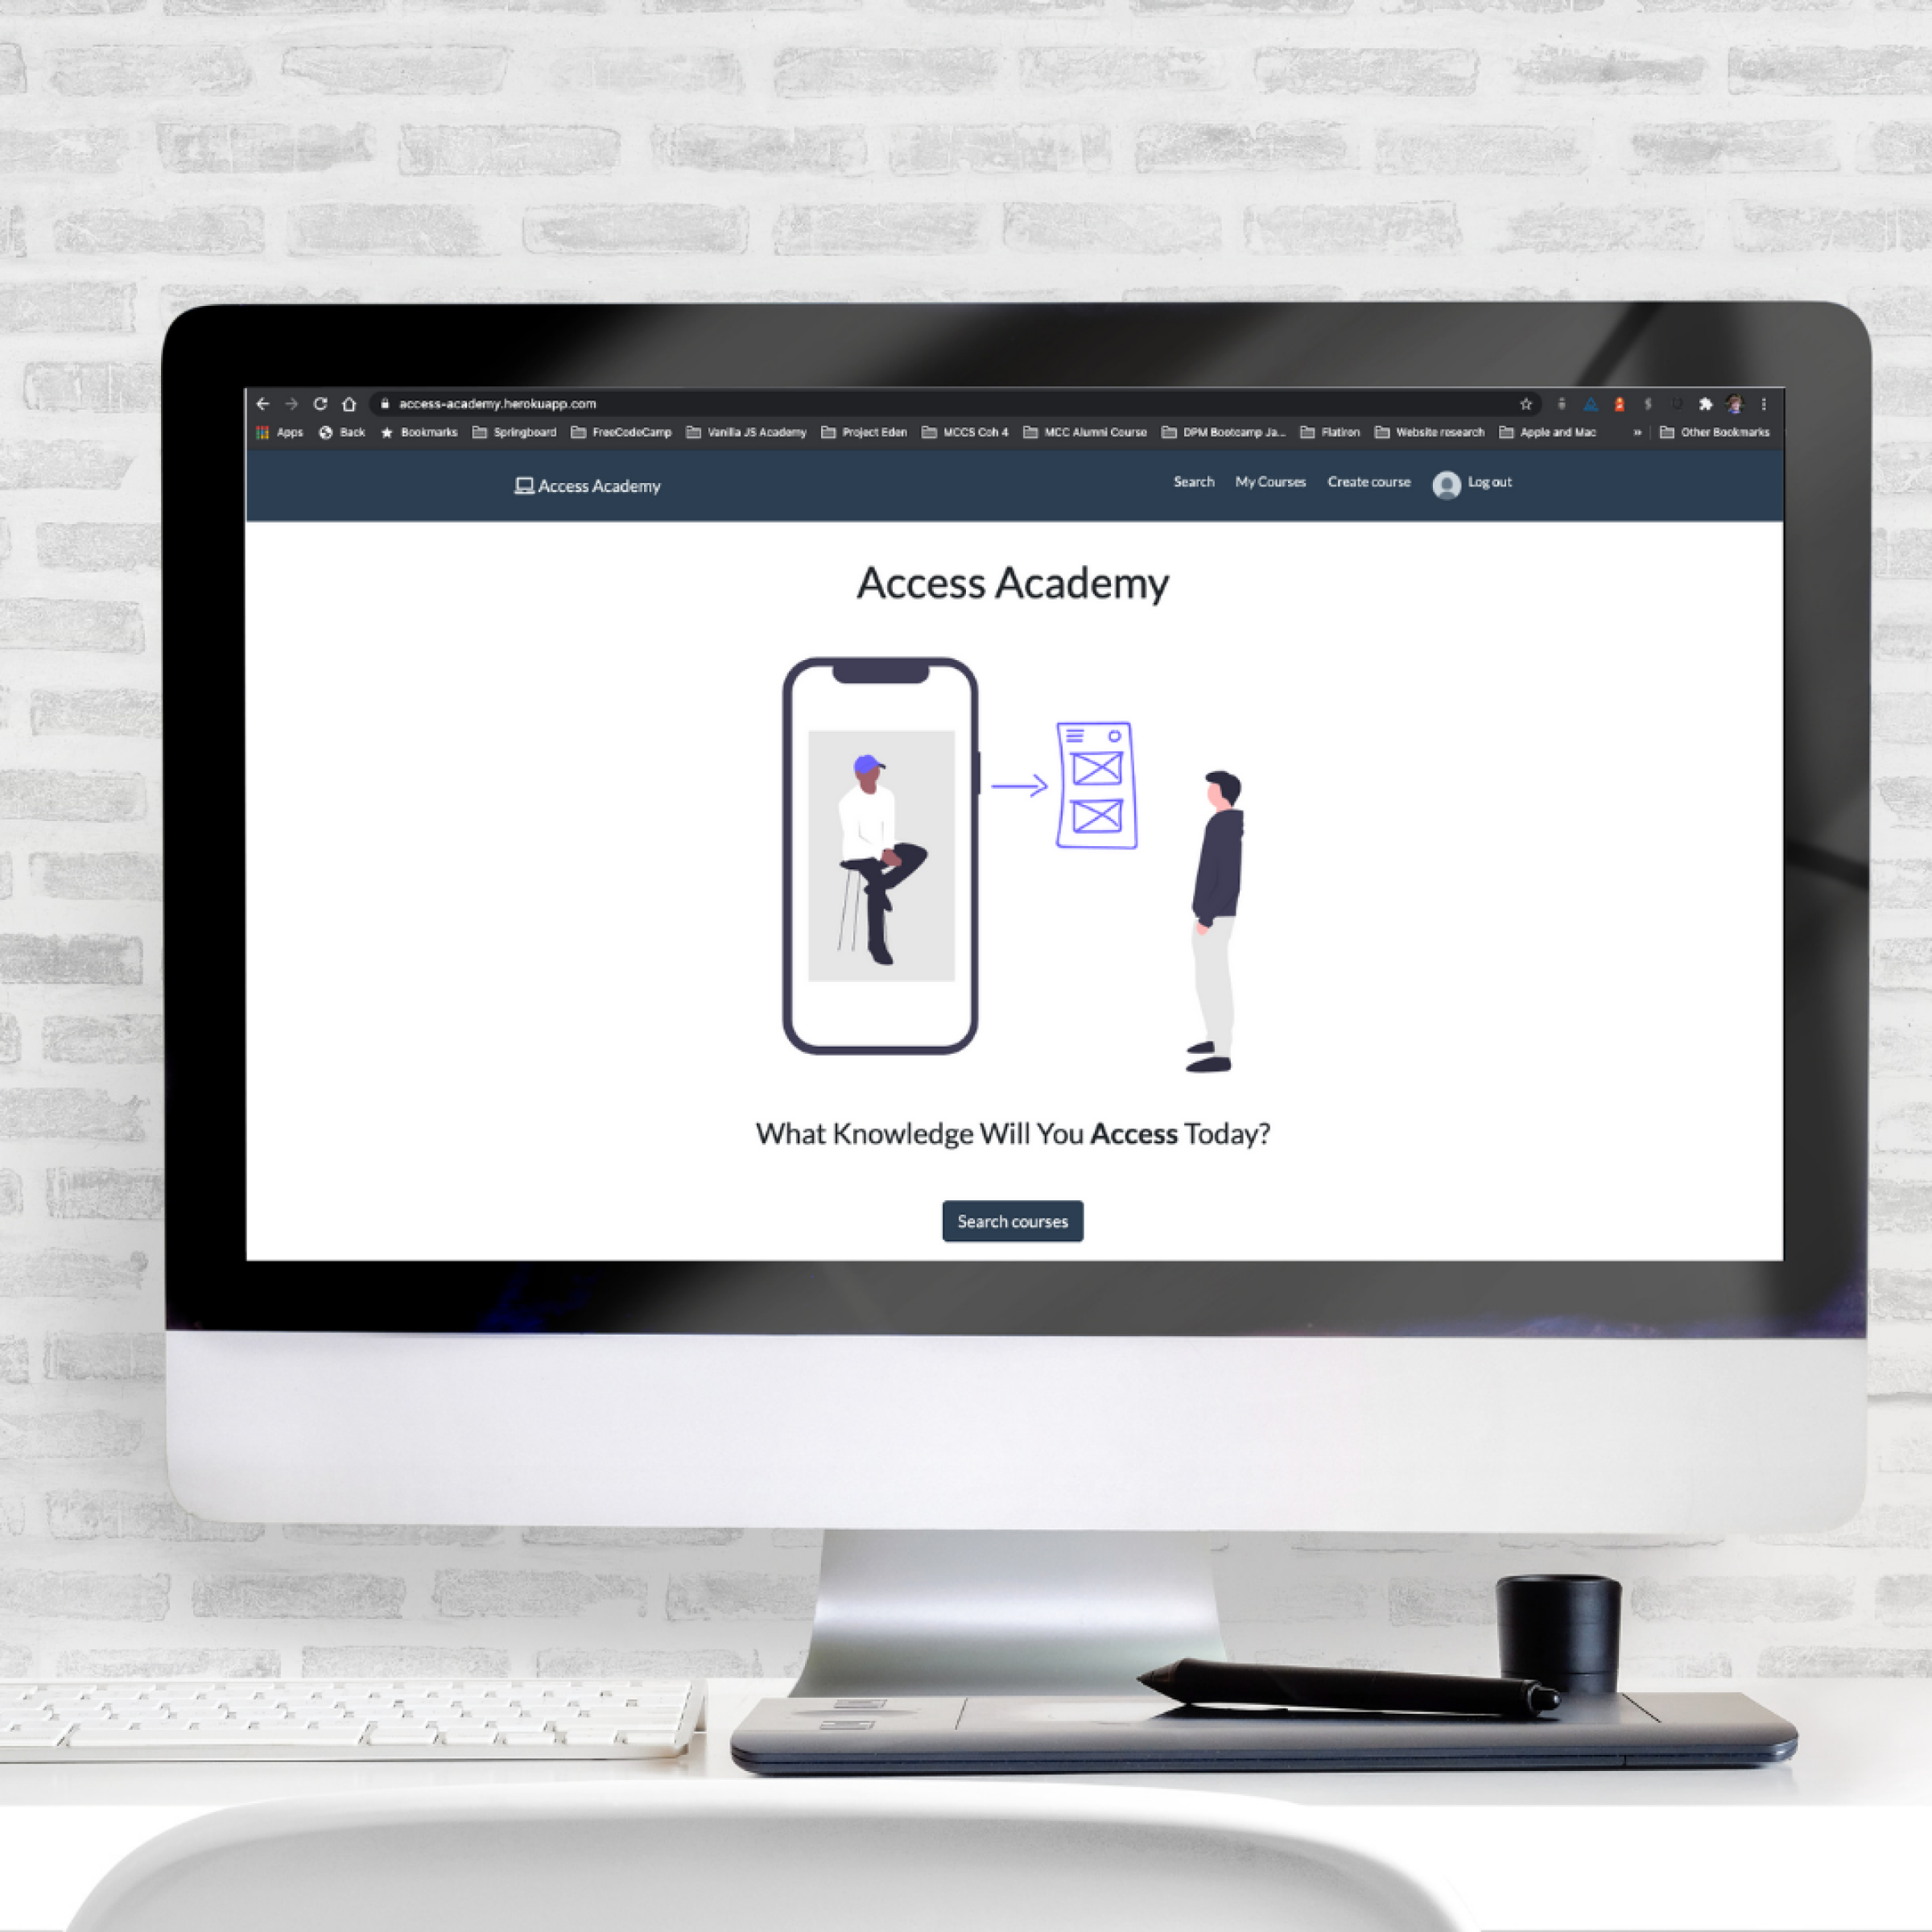 access-academy.herokuapp.com
Apps Back Bookmarks Springboard FreeCodeCamp Vanilla JS Academy Project Eden MCCS Coh 4 MCC Alumni Course DPM Bootcamp Ja... Flatiron Website research Apple and Mac » Other Bookmarks
Access Academy Search My Courses Create course Log out
Access Academy
What Knowledge Will You Access Today?
Search courses